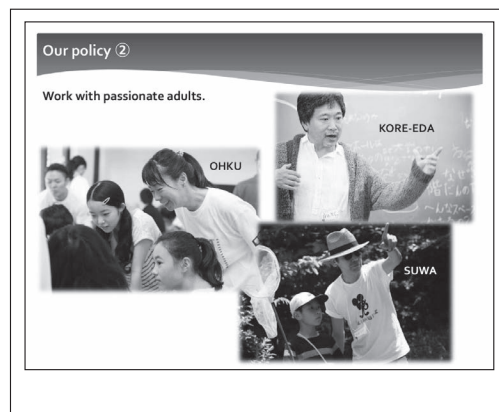 Our policy ②
Work with passionate adults.
KORE-EDA
OHKU
SUWA